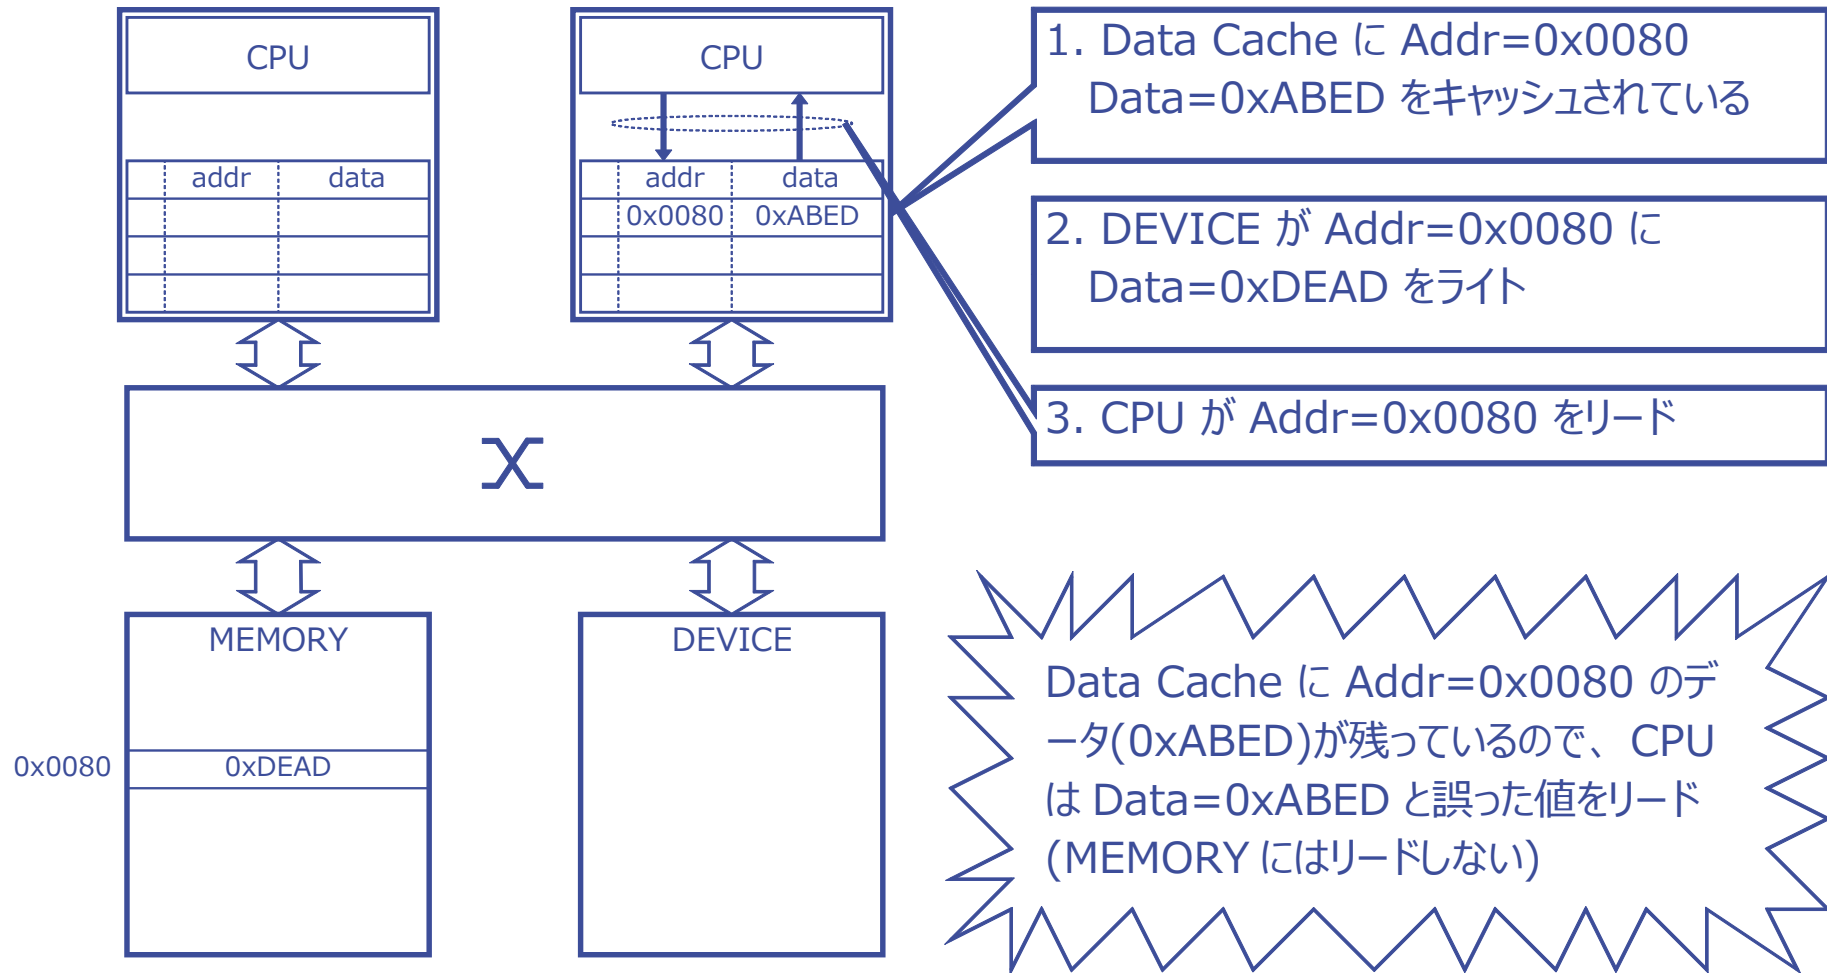 CPU
addr data
CPU
addr data
0x0080 0xABED
1. Data Cache に Addr=0x0080
Data=0xABED をキャッシュされている
2. DEVICE が Addr=0x0080 に
Data=0xDEAD をライト
3. CPU が Addr=0x0080 をリード
MEMORY
0x0080 0xDEAD
DEVICE
Data Cache に Addr=0x0080 のデ
ータ(0xABED)が残っているので、CPU
は Data=0xABED と誤った値をリード
(MEMORY にはリードしない)